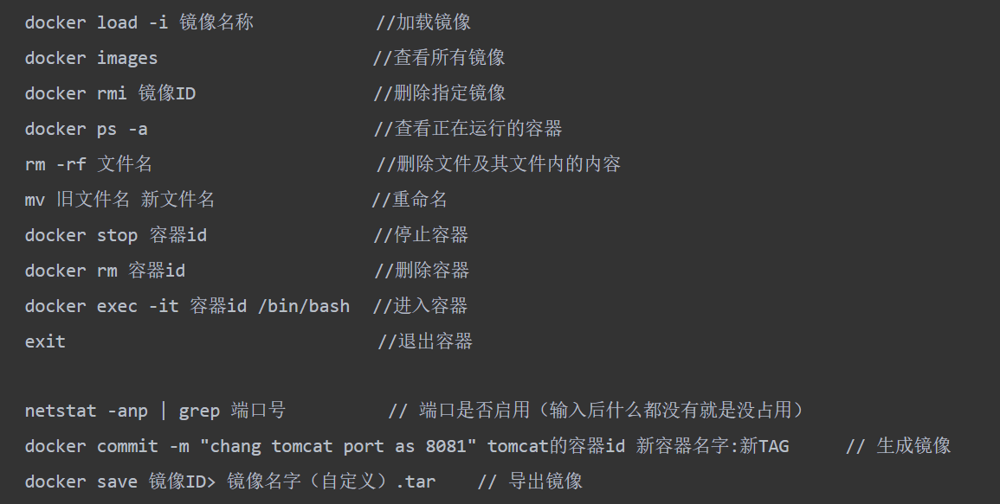 docker load -i 镜像名称 //加载镜像
docker images //查看所有镜像
docker rmi 镜像ID //删除指定镜像
docker ps -a //查看正在运行的容器
rm -rf 文件名 //删除文件及其文件内的内容
mv 旧文件名 新文件名 //重命名
docker stop 容器id //停止容器
docker rm 容器id //删除容器
docker exec -it 容器id /bin/bash //进入容器
exit //退出容器
netstat -anp | grep 端口号 // 端口是否启用（输入后什么都没有就是没占用）
docker commit -m "chang tomcat port as 8081" tomcat的容器id 新容器名字:新TAG // 生成镜像
docker save 镜像ID> 镜像名字（自定义）.tar // 导出镜像